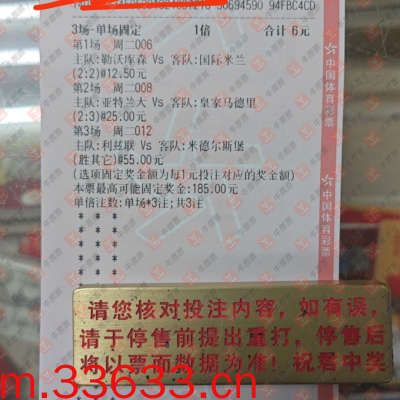 94FBC4CD
3场-单场固定 1倍 合计 6元
第1场 周二006
主队:勒沃库森 Vs 客队:国际米兰
(2:2)@12.50元
第2场 周二008
主队:亚特兰大 Vs 客队:皇家马德里
(2:3)@25.00元
第3场 周二012
主队:利兹联 Vs 客队:米德尔斯堡
(胜其它)@55.00元
(选项固定奖金额为每1元投注对应的奖金额)
本票最高可能固定奖金:185.00元
单倍注数:单场*3注;共3注
中国体育彩票
中国体育彩票
请您核对投注内容，如有误，
请于停售前提出重打，停售后
将以票面数据为准！祝君中奖
m.33633.cn